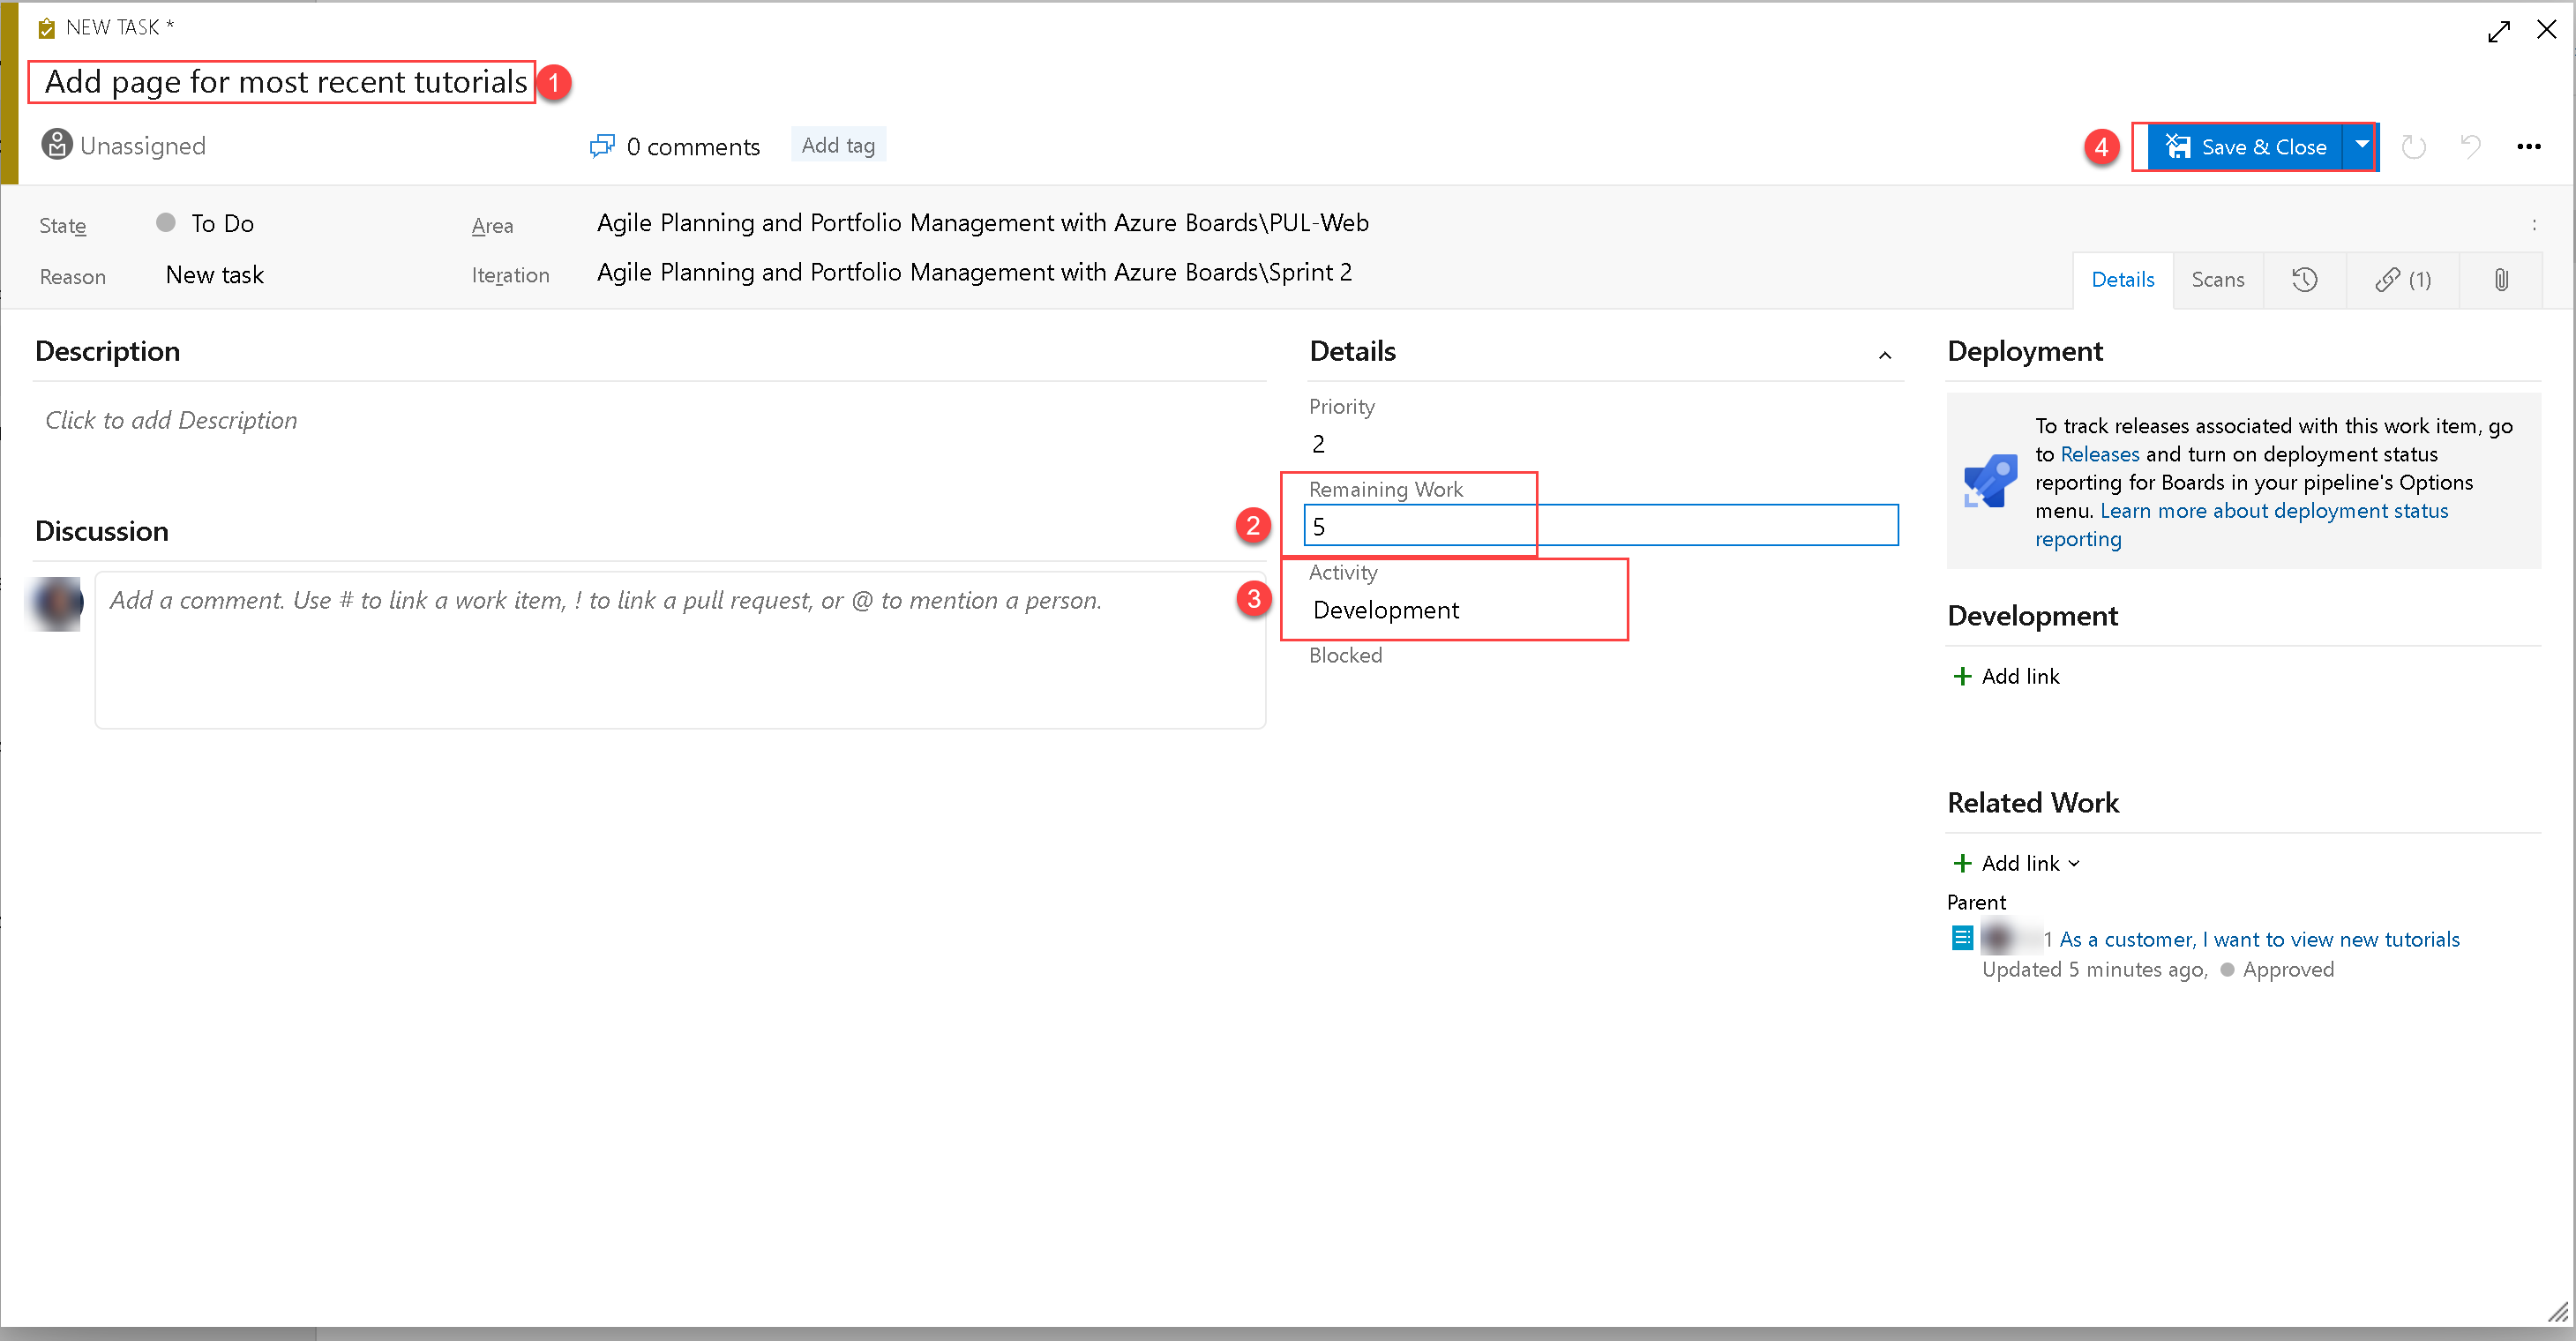 NEW TASK *
Add page for most recent tutorials
1
Unassigned
0 comments
Add tag
4
Save & Close
State
To Do
Area
Agile Planning and Portfolio Management with Azure Boards\PUL-Web
Reason
New task
Iteration
Agile Planning and Portfolio Management with Azure Boards\Sprint 2
Details
Scans
(1)
Description
Click to add Description
Discussion
Add a comment. Use # to link a work item, ! to link a pull request, or @ to mention a person.
Details
Priority
2
Remaining Work
2
5
Activity
3
Development
Blocked
Deployment
To track releases associated with this work item, go
to Releases and turn on deployment status
reporting for Boards in your pipeline's Options
menu. Learn more about deployment status
reporting
Development
Add link
Related Work
Add link
Parent
1 As a customer, I want to view new tutorials
Updated 5 minutes ago, Approved